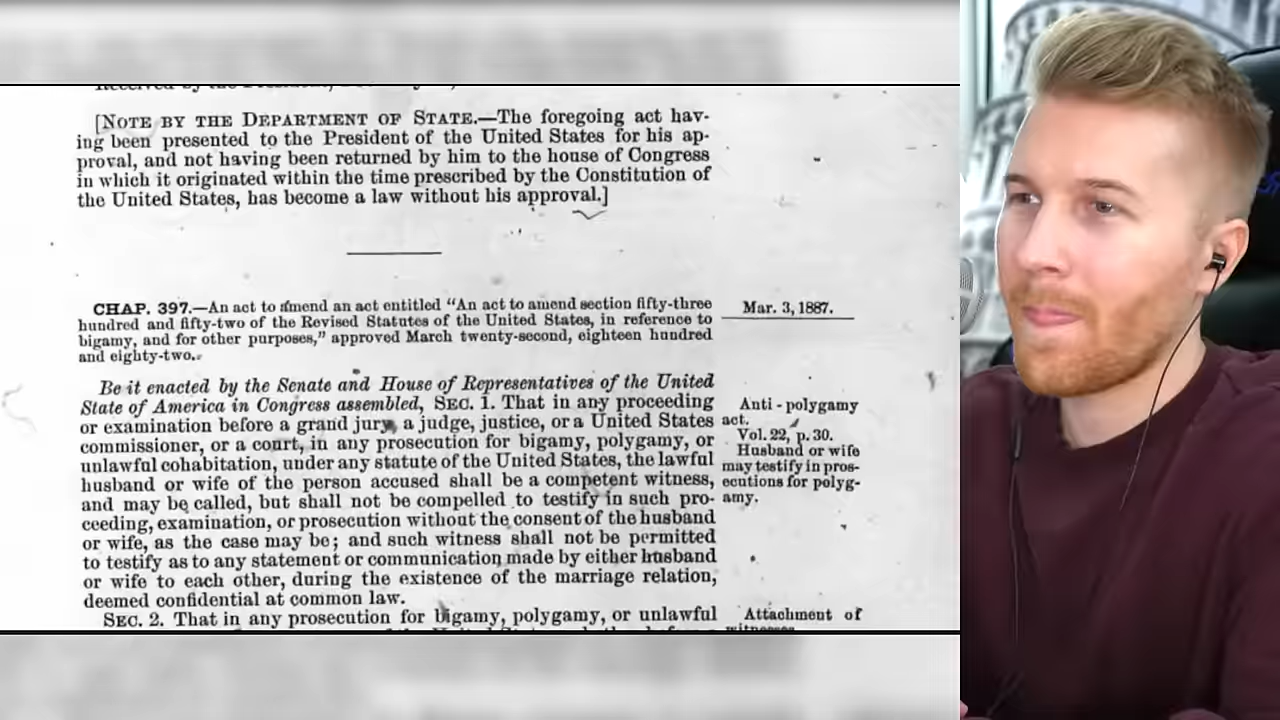 [NOTE BY THE DEPARTMENT OF STATE.—The foregoing act hav-
ing been presented to the President of the United States for his ap-
proval, and not having been returned by him to the house of Congress
in which it originated within the time prescribed by the Constitution of
the United States, has become a law without his approval.]
CHAP. 397.—An act to amend an act entitled "An act to amend section fifty-three
hundred and fifty-two of the Revised Statutes of the United States, in reference to
bigamy, and for other purposes," approved March twenty-second, eighteen hundred
and eighty-two.
Mar. 3, 1887.
Be it enacted by the Senate and House of Representatives of the United
State of America in Congress assembled, SEC. 1. That in any proceeding
or examination before a grand jury, a judge, justice, or a United States
commissioner, or a court, in any prosecution for bigamy, polygamy, or
unlawful cohabitation, under any statute of the United States, the lawful
husband or wife of the person accused shall be a competent witness,
and may be called, but shall not be compelled to testify in such pro-
ceeding, examination, or prosecution without the consent of the husband
or wife, as the case may be; and such witness shall not be permitted
to testify as to any statement or communication made by either husband
or wife to each other, during the existence of the marriage relation,
deemed confidential at common law.
Anti-polygamy
act.
Vol. 22, p. 30.
Husband or wife
may testify in pros-
ecutions for polyg-
amy.
SEC. 2. That in any prosecution for bigamy, polygamy, or unlawful
Attachment of